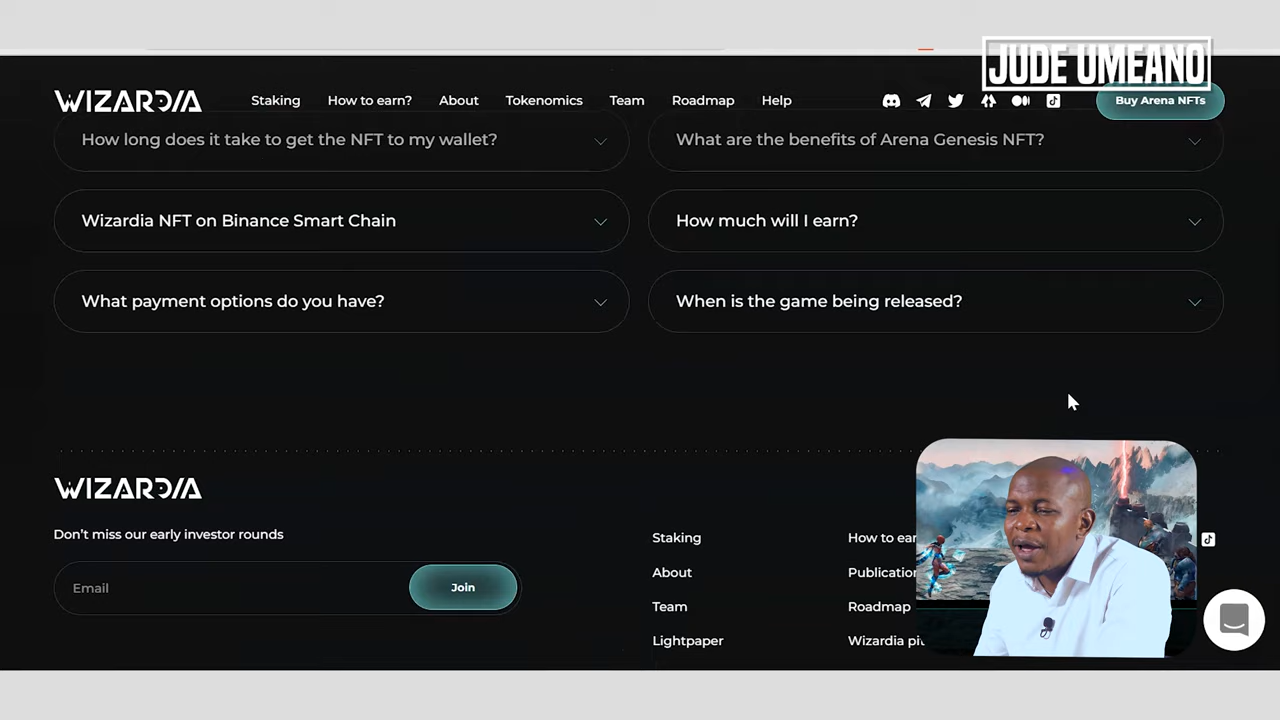 JUDE UMEANO
WIZARDIA
Staking
How to earn?
About
Tokenomics
Team
Roadmap
Help
Buy Arena NFTs
How long does it take to get the NFT to my wallet?
What are the benefits of Arena Genesis NFT?
Wizardia NFT on Binance Smart Chain
How much will I earn?
What payment options do you have?
When is the game being released?
WIZARDIA
Don’t miss our early investor rounds
Email
Join
Staking
How to
About
Team
Roadmap
Lightpaper
Wizardia